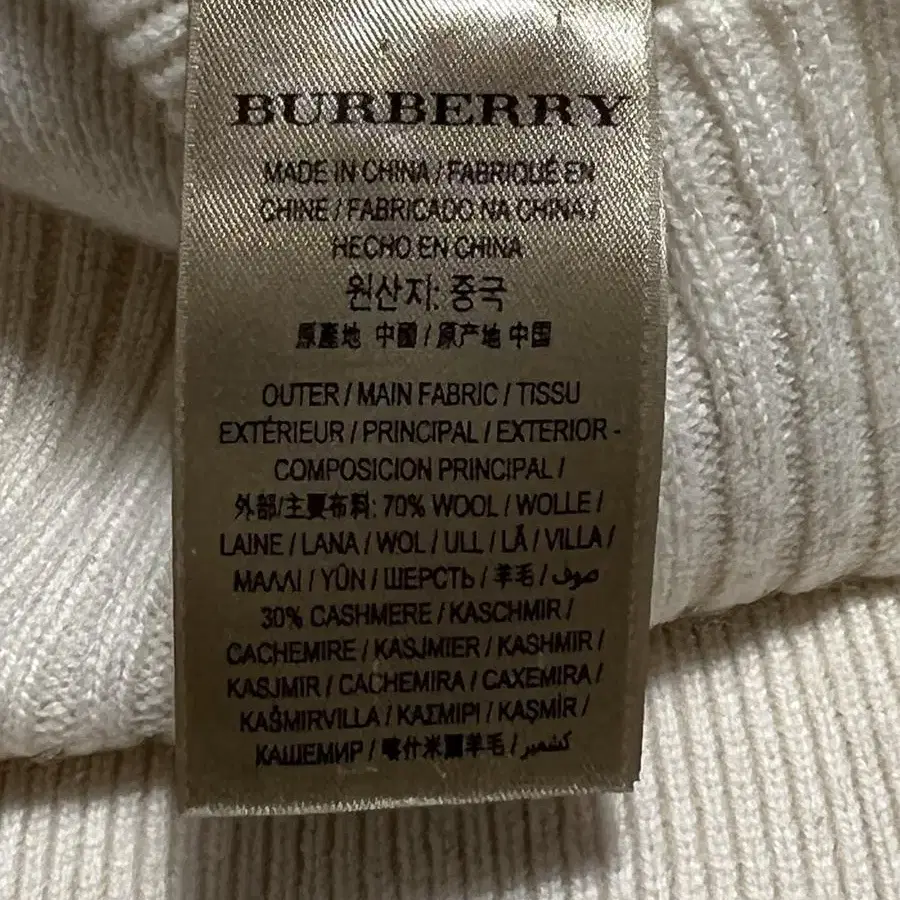 BURBERRY
MADE IN CHINA / FABRIQUÉ EN
CHINE / FABRICADO NA CHINA /
HECHO EN CHINA
원산지: 중국
原產地 中國 / 原产地 中国
OUTER / MAIN FABRIC / TISSU
EXTÉRIEUR / PRINCIPAL / EXTERIOR -
COMPOSICION PRINCIPAL /
外部/主要布料: 70% WOOL / WOLLE /
LAINE / LANA / WOL / ULL / LÃ / VILLA /
ΜΑΛΛΙ / YÜN / ШЕРСТЬ / 羊毛 / صوف
30% CASHMERE / KASCHMIR /
CACHEMIRE / KASJMIER / KASHMIR /
KASJMIR / CACHEMIRA / CAXEMIRA /
KAŠMIRVILLA / ΚΑΣΜΙΡΙ / KAŞMİR /
КАШЕМИР / 喀什米爾羊毛 / كشمير